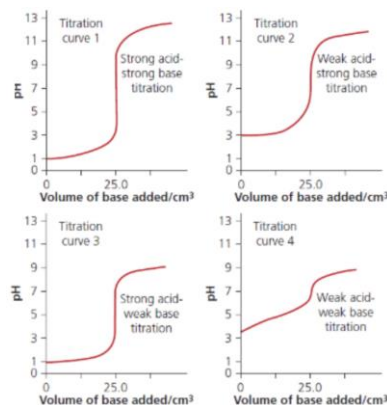 Titration
curve 1
Strong acid-
strong base
titration
pH
13
11
9
7
5
3
1
0
0
25.0
Volume of base added/cm³
Titration
curve 2
Weak acid-
strong base
titration
pH
13
11
9
7
5
3
1
0
0
25.0
Volume of base added/cm³
Titration
curve 3
Strong acid-
weak base
titration
pH
13
11
9
7
5
3
1
0
0
25.0
Volume of base added/cm³
Titration
curve 4
Weak acid-
weak base
titration
pH
13
11
9
7
5
3
1
0
0
25.0
Volume of base added/cm³